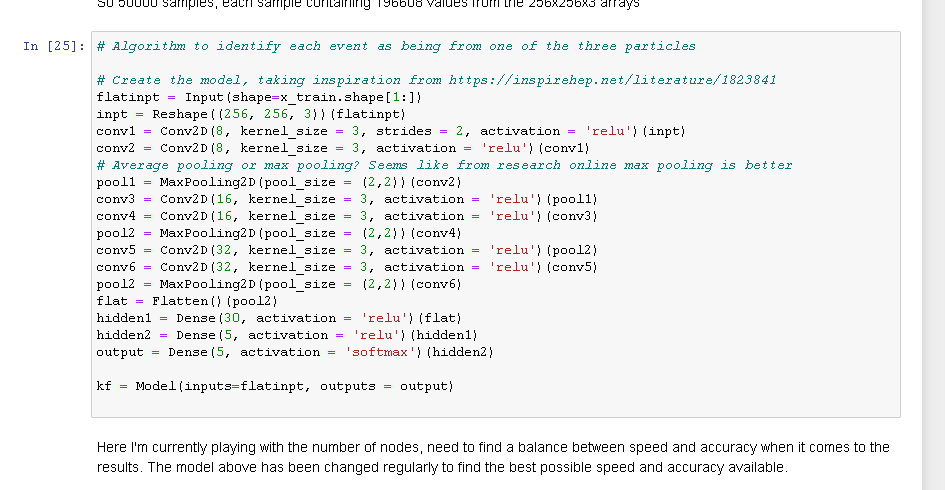 So 50000 samples, each sample containing 196608 values from the 256x256x3 arrays
In [25]: # Algorithm to identify each event as being from one of the three particles
# Create the model, taking inspiration from https://inspirehep.net/literature/1823841
flatinpt = Input(shape=x_train.shape[1:])
inpt = Reshape((256, 256, 3))(flatinpt)
conv1 = Conv2D(8, kernel_size = 3, strides = 2, activation = 'relu')(inpt)
conv2 = Conv2D(8, kernel_size = 3, activation = 'relu')(conv1)
# Average pooling or max pooling? Seems like from research online max pooling is better
pool1 = MaxPooling2D(pool_size = (2,2))(conv2)
conv3 = Conv2D(16, kernel_size = 3, activation = 'relu')(pool1)
conv4 = Conv2D(16, kernel_size = 3, activation = 'relu')(conv3)
pool2 = MaxPooling2D(pool_size = (2,2))(conv4)
conv5 = Conv2D(32, kernel_size = 3, activation = 'relu')(pool2)
conv6 = Conv2D(32, kernel_size = 3, activation = 'relu')(conv5)
pool2 = MaxPooling2D(pool_size = (2,2))(conv6)
flat = Flatten()(pool2)
hidden1 = Dense(30, activation = 'relu')(flat)
hidden2 = Dense(5, activation = 'relu')(hidden1)
output = Dense(5, activation = 'softmax')(hidden2)
kf = Model(inputs=flatinpt, outputs = output)
Here I'm currently playing with the number of nodes, need to find a balance between speed and accuracy when it comes to the
results. The model above has been changed regularly to find the best possible speed and accuracy available.